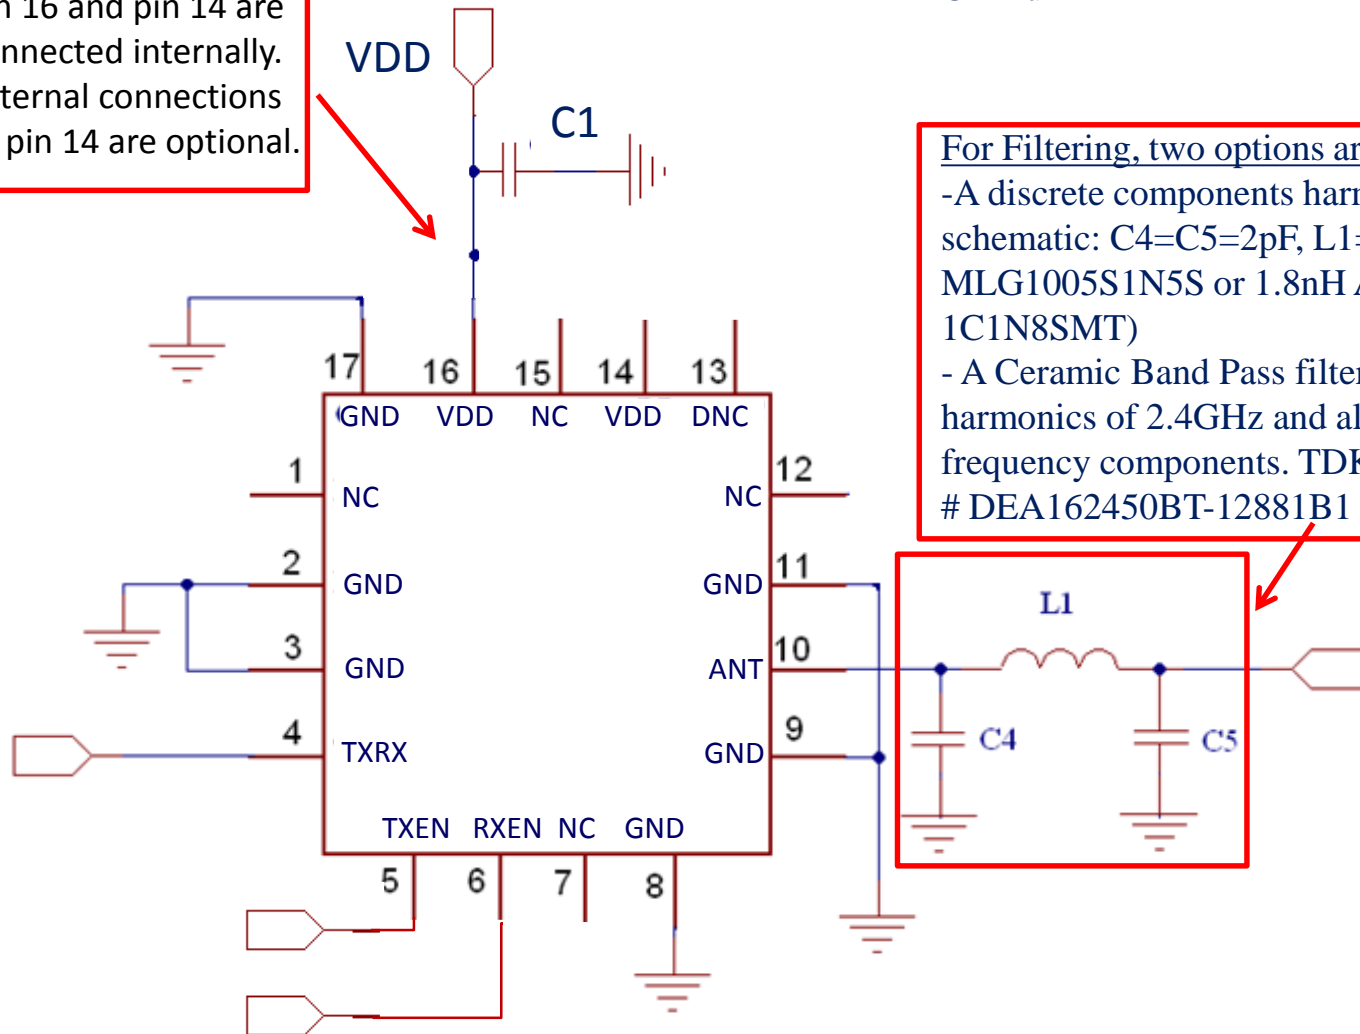 16 and pin 14 are
nnected internally.
ternal connections
pin 14 are optional.
VDD
C1
For Filtering, two options ar
-A discrete components harn
schematic: C4=C5=2pF, L1=
MLG1005S1N5S or 1.8nH
1C1N8SMT)
- A Ceramic Band Pass filter
harmonics of 2.4GHz and al
frequency components. TDK
# DEA162450BT-12881B1
17 16 15 14 13
GND VDD NC VDD DNC
1 NC NC 12
2 GND GND 11
3 GND ANT 10
4 TXRX GND 9
L1
C4 C5
TXEN RXEN NC GND
5 6 7 8